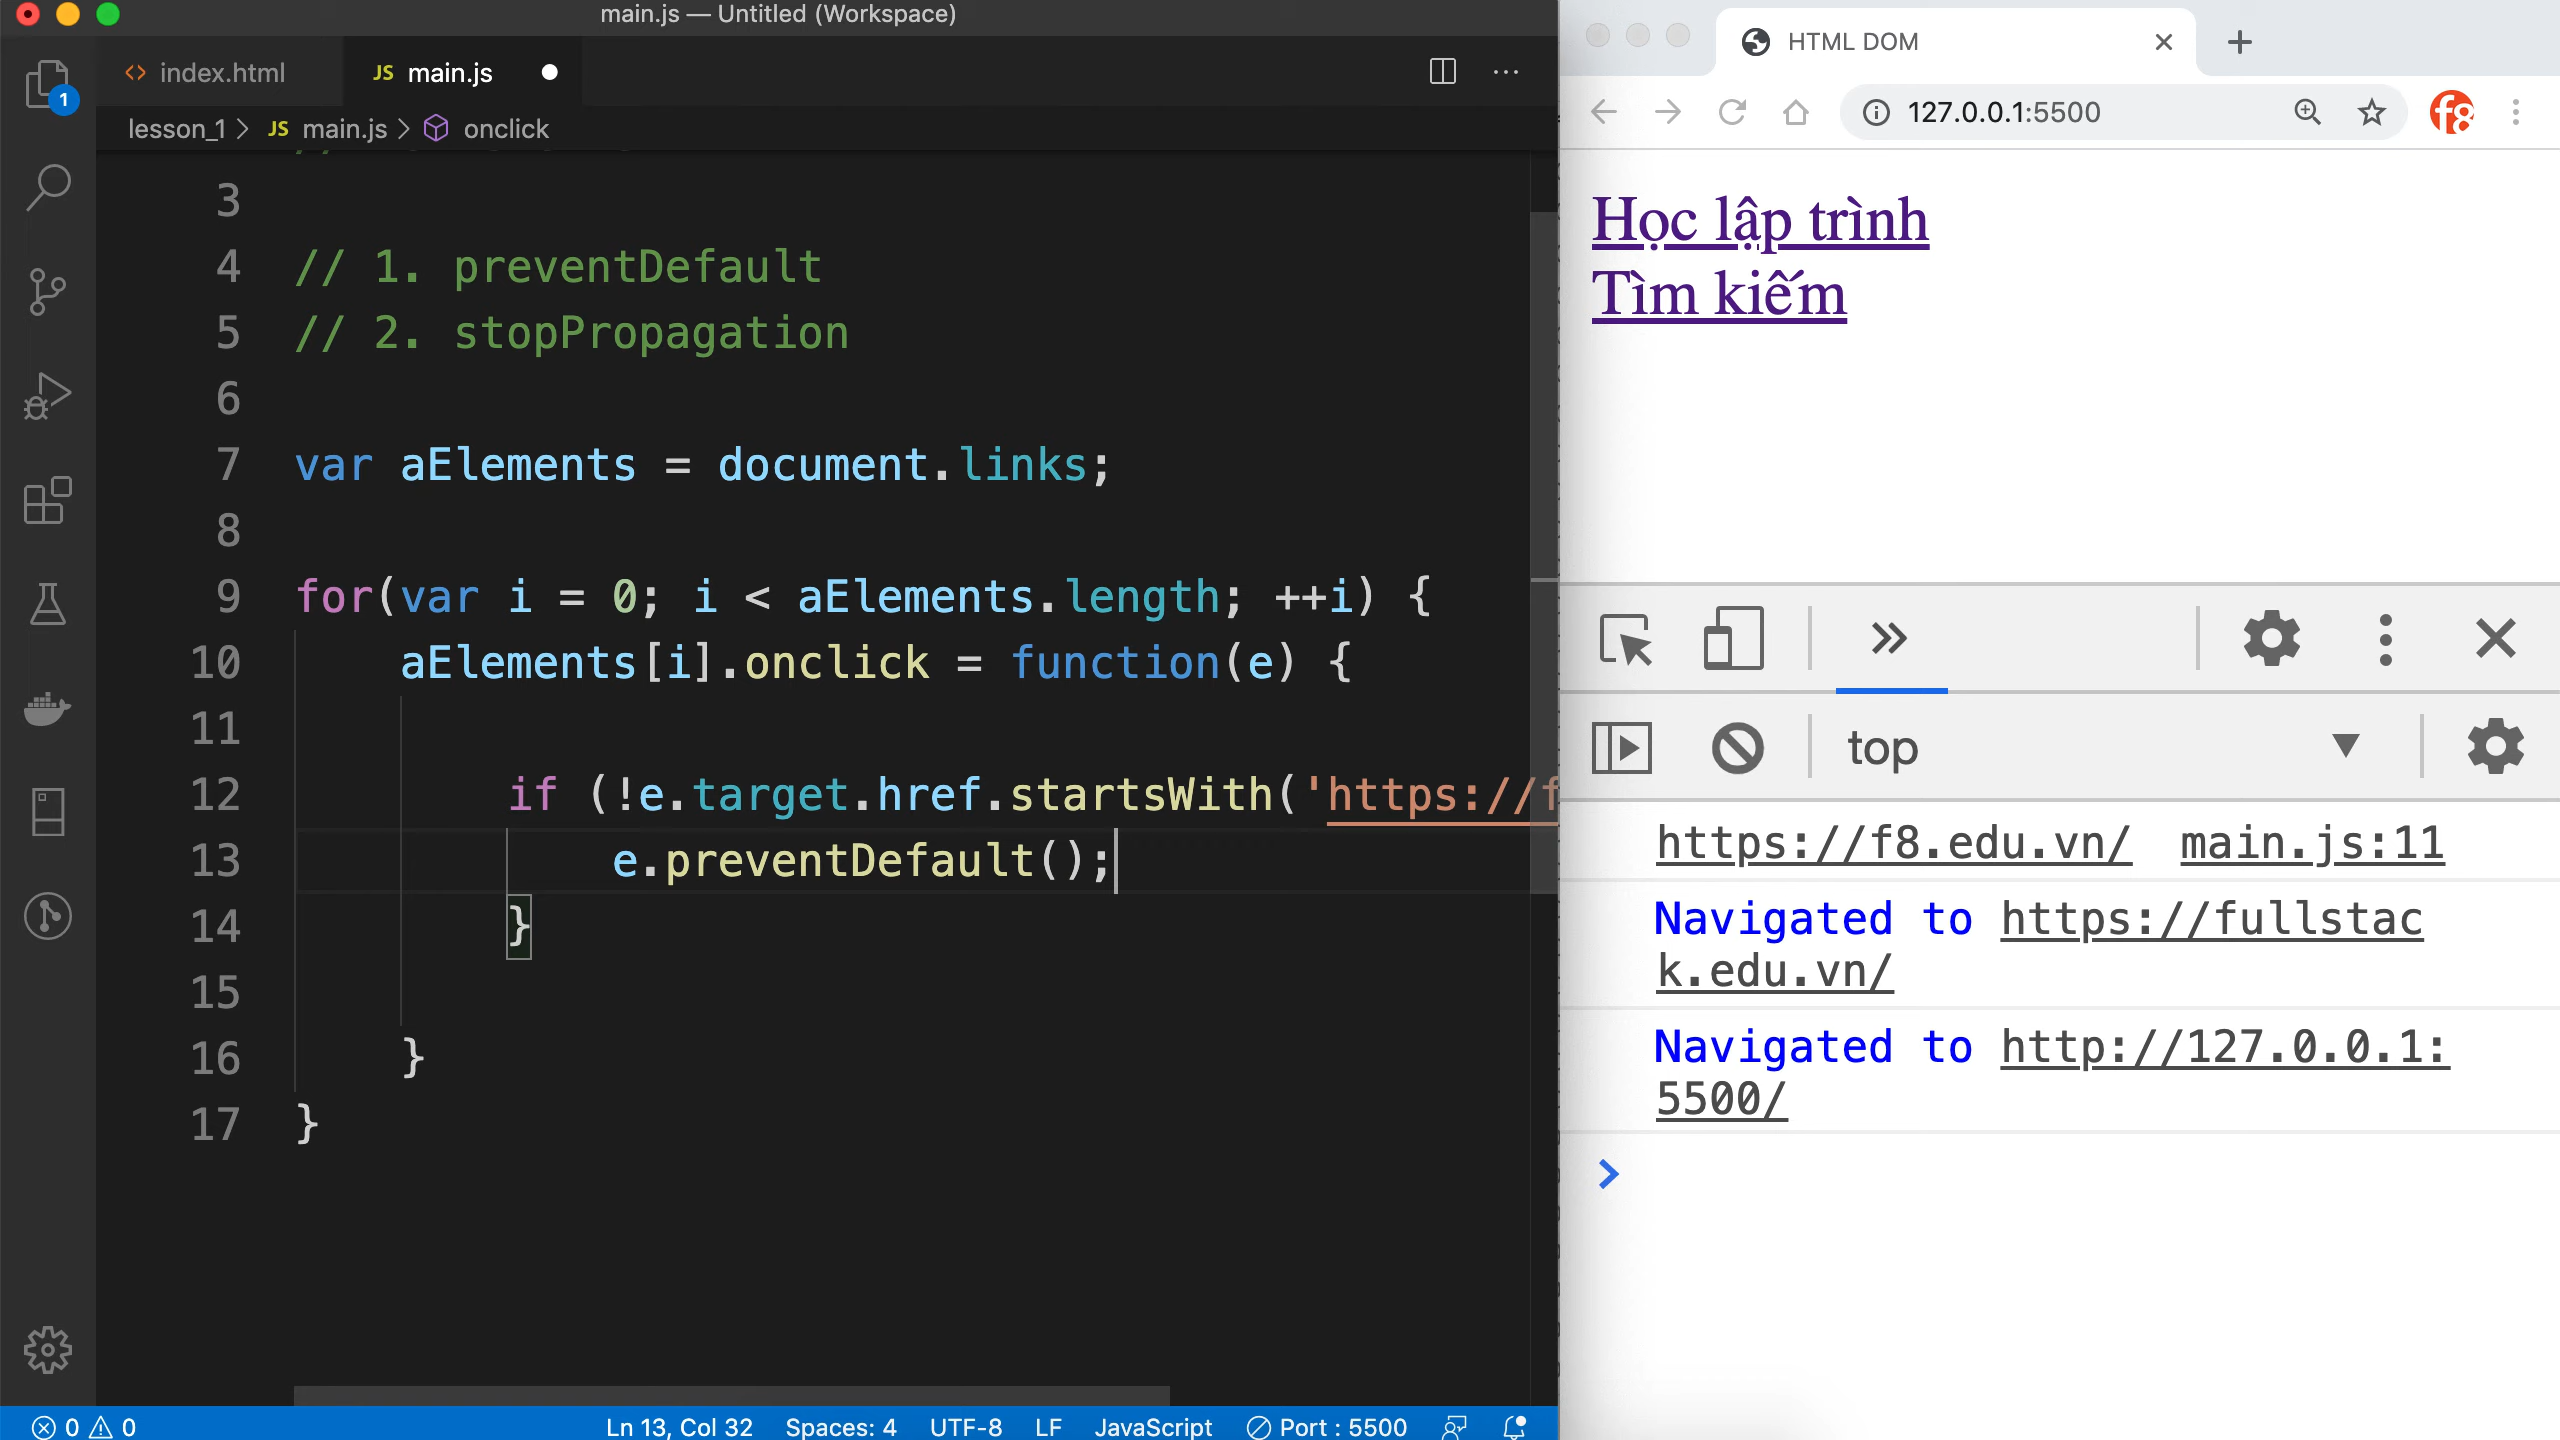 main.js — Untitled (Workspace)
index.html
JS main.js
lesson_1 > JS main.js > onclick
1
3
4 // 1. preventDefault
5 // 2. stopPropagation
6
7 var aElements = document.links;
8
9 for(var i = 0; i < aElements.length; ++i) {
10 aElements[i].onclick = function(e) {
11
12 if (!e.target.href.startsWith('https://f
13 e.preventDefault();
14 }
15
16 }
17 }
0 0 Ln 13, Col 32 Spaces: 4 UTF-8 LF JavaScript Port : 5500
HTML DOM
127.0.0.1:5500
f8
Học lập trình
Tìm kiếm
top
https://f8.edu.vn/ main.js:11
Navigated to https://fullstac
k.edu.vn/
Navigated to http://127.0.0.1:
5500/